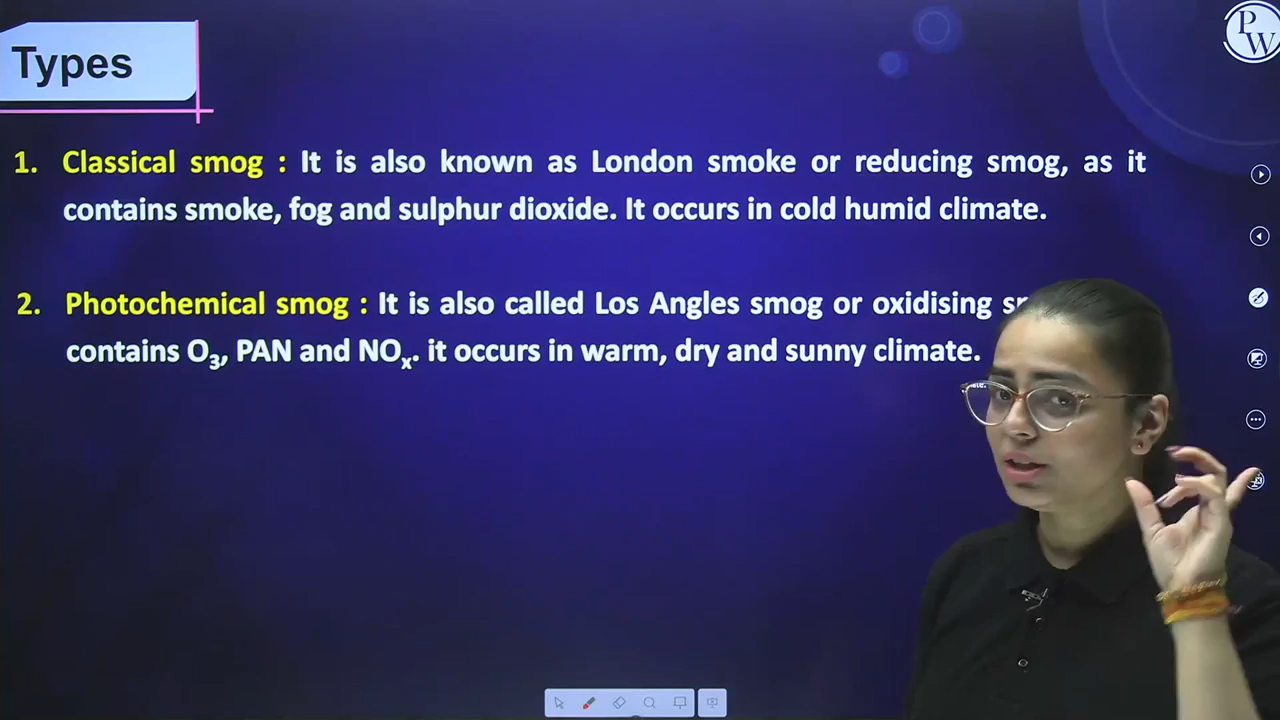 Types
PW
1. Classical smog : It is also known as London smoke or reducing smog, as it
contains smoke, fog and sulphur dioxide. It occurs in cold humid climate.
2. Photochemical smog : It is also called Los Angles smog or oxidising
contains O₃, PAN and NOₓ. it occurs in warm, dry and sunny climate.